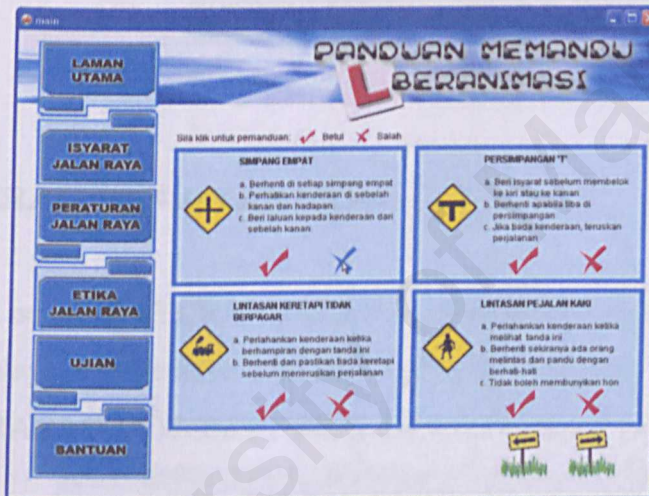 main
PANDUAN MEMANDU
L BERANIMASI
LAMAN
UTAMA
ISYARAT
JALAN RAYA
PERATURAN
JALAN RAYA
ETIKA
JALAN RAYA
UJIAN
BANTUAN
Sila klik untuk pemanduan: Betul Salah
SIMPANG EMPAT
a. Berhenti di setiap simpang empat
b. Perhatikan kenderaan di sebelah
kanan dan hadapan
c. Beri laluan kepada kenderaan dari
sebelah kanan
PERSIMPANGAN 'T'
a. Beri isyarat sebelum membelok
ke kiri atau ke kanan
b. Berhenti apabila tiba di
persimpangan
c. Jika tiada kenderaan, teruskan
perjalanan
LINTASAN KERETAPI TIDAK
BERPAGAR
a. Perlahankan kenderaan ketika
berhampiran dengan tanda ini
b. Berhenti dan pastikan tiada keretapi
sebelum meneruskan perjalanan
LINTASAN PEJALAN KAKI
a. Perlahankan kenderaan ketika
melihat tanda ini
b. Berhenti sekiranya ada orang
melintas dan pandu dengan
berhati-hati
c. Tidak boleh membunyikan hon
University of Ma